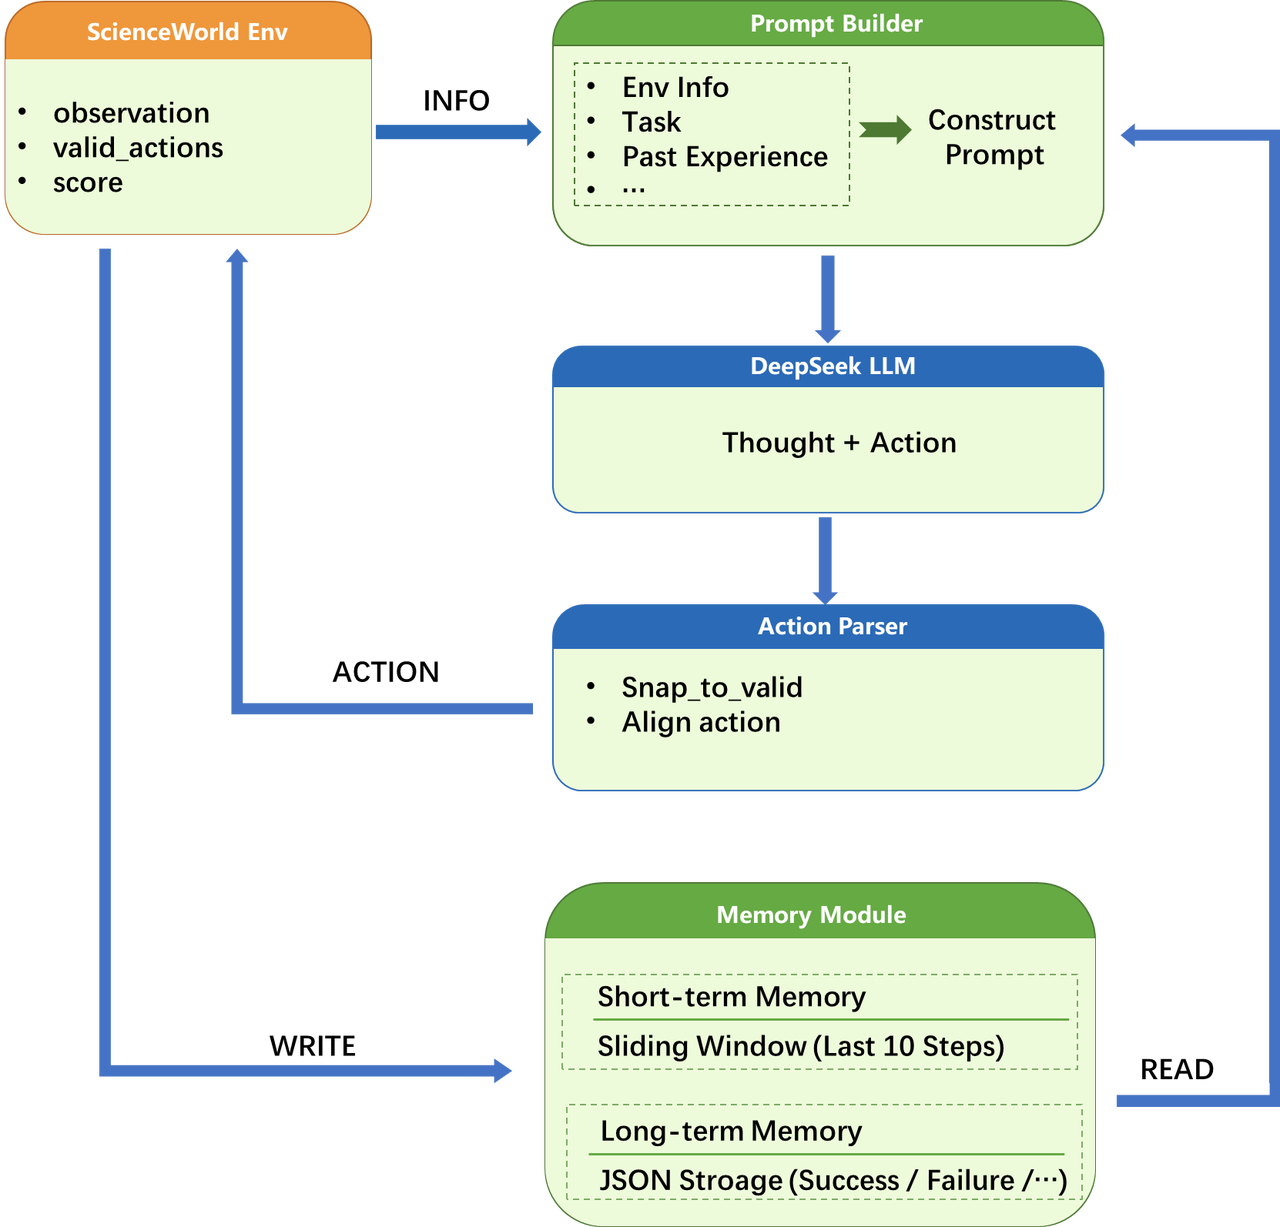 ScienceWorld Env
• observation
• valid_actions
• score
INFO
Prompt Builder
• Env Info
• Task
• Past Experience
• ...
Construct
Prompt
DeepSeek LLM
Thought + Action
Action Parser
• Snap_to_valid
• Align action
ACTION
Memory Module
Short-term Memory
Sliding Window (Last 10 Steps)
Long-term Memory
JSON Stroage (Success / Failure /...)
WRITE
READ